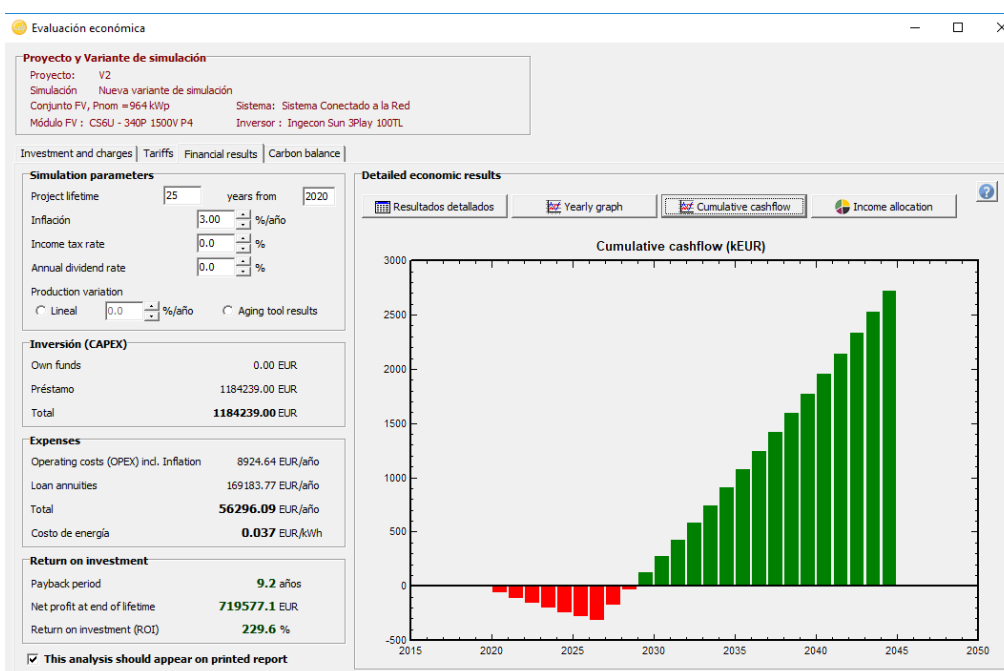 Evaluación económica
Proyecto y Variante de simulación
Proyecto: V2
Simulación Nueva variante de simulación
Conjunto FV, Pnom = 964 kWp Sistema: Sistema Conectado a la Red
Módulo FV : CS6U - 340P 1500V P4 Inversor : Ingecon Sun 3Play 100TL
Investment and charges Tariffs Financial results Carbon balance
Simulation parameters
Project lifetime 25 years from 2020
Inflación 3.00 %/año
Income tax rate 0.0 %
Annual dividend rate 0.0 %
Production variation
Lineal 0.0 %/año Aging tool results
Inversión (CAPEX)
Own funds 0.00 EUR
Préstamo 1184239.00 EUR
Total 1184239.00 EUR
Expenses
Operating costs (OPEX) incl. Inflation 8924.64 EUR/año
Loan annuities 169183.77 EUR/año
Total 56296.09 EUR/año
Costo de energía 0.037 EUR/kWh
Return on investment
Payback period 9.2 años
Net profit at end of lifetime 719577.1 EUR
Return on investment (ROI) 229.6 %
This analysis should appear on printed report
Detailed economic results
Resultados detallados Yearly graph Cumulative cashflow Income allocation
?
Cumulative cashflow (kEUR)
3000
2500
2000
1500
1000
500
0
-500
2015 2020 2025 2030 2035 2040 2045 2050